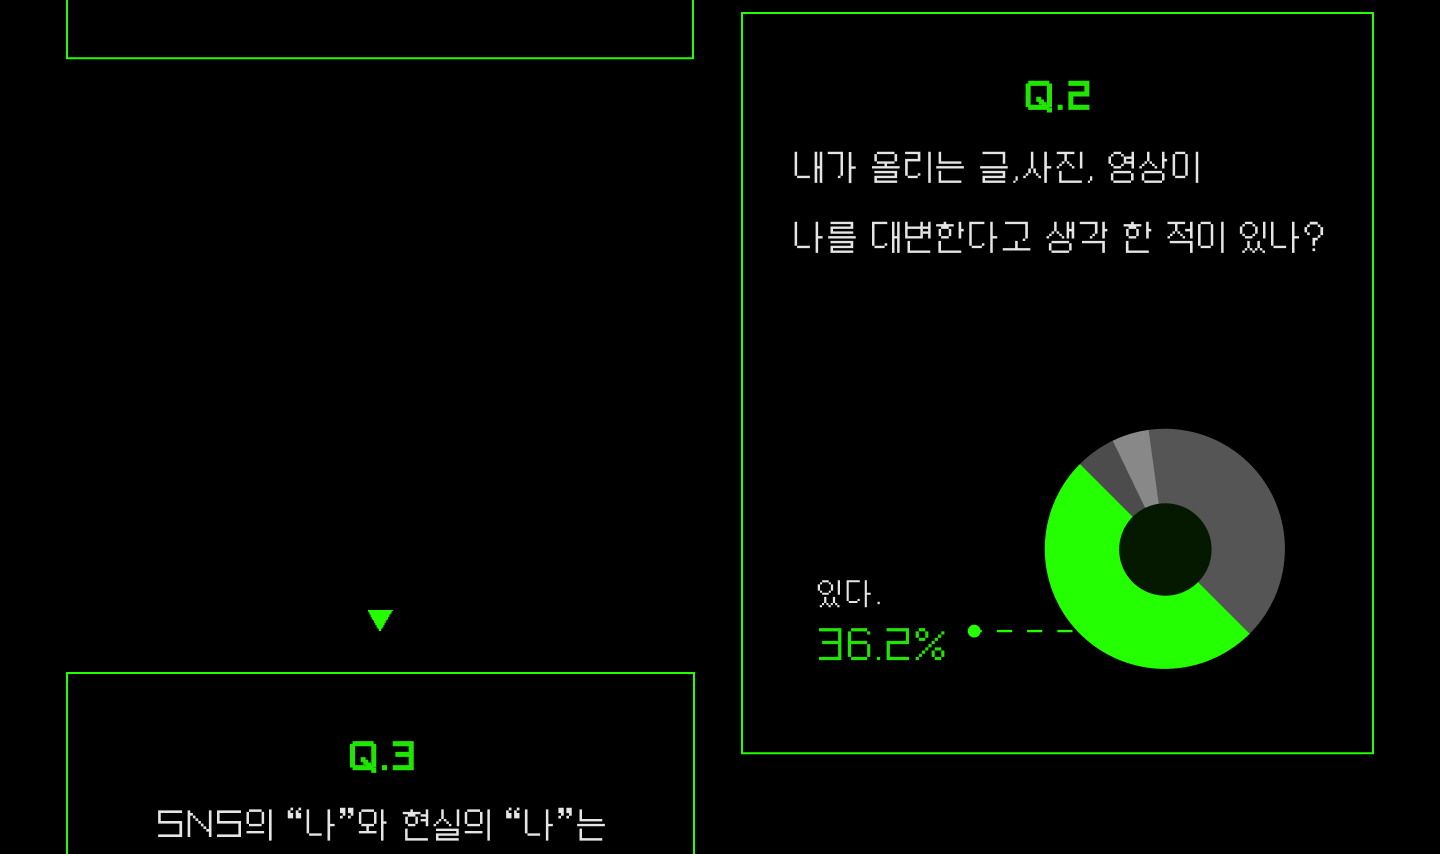 Q.2
내가 올리는 글,사진, 영상이
나를 대변한다고 생각 한 적이 있나?
있다.
36.2%
Q.3
SNS의 “나”와 현실의 “나”는